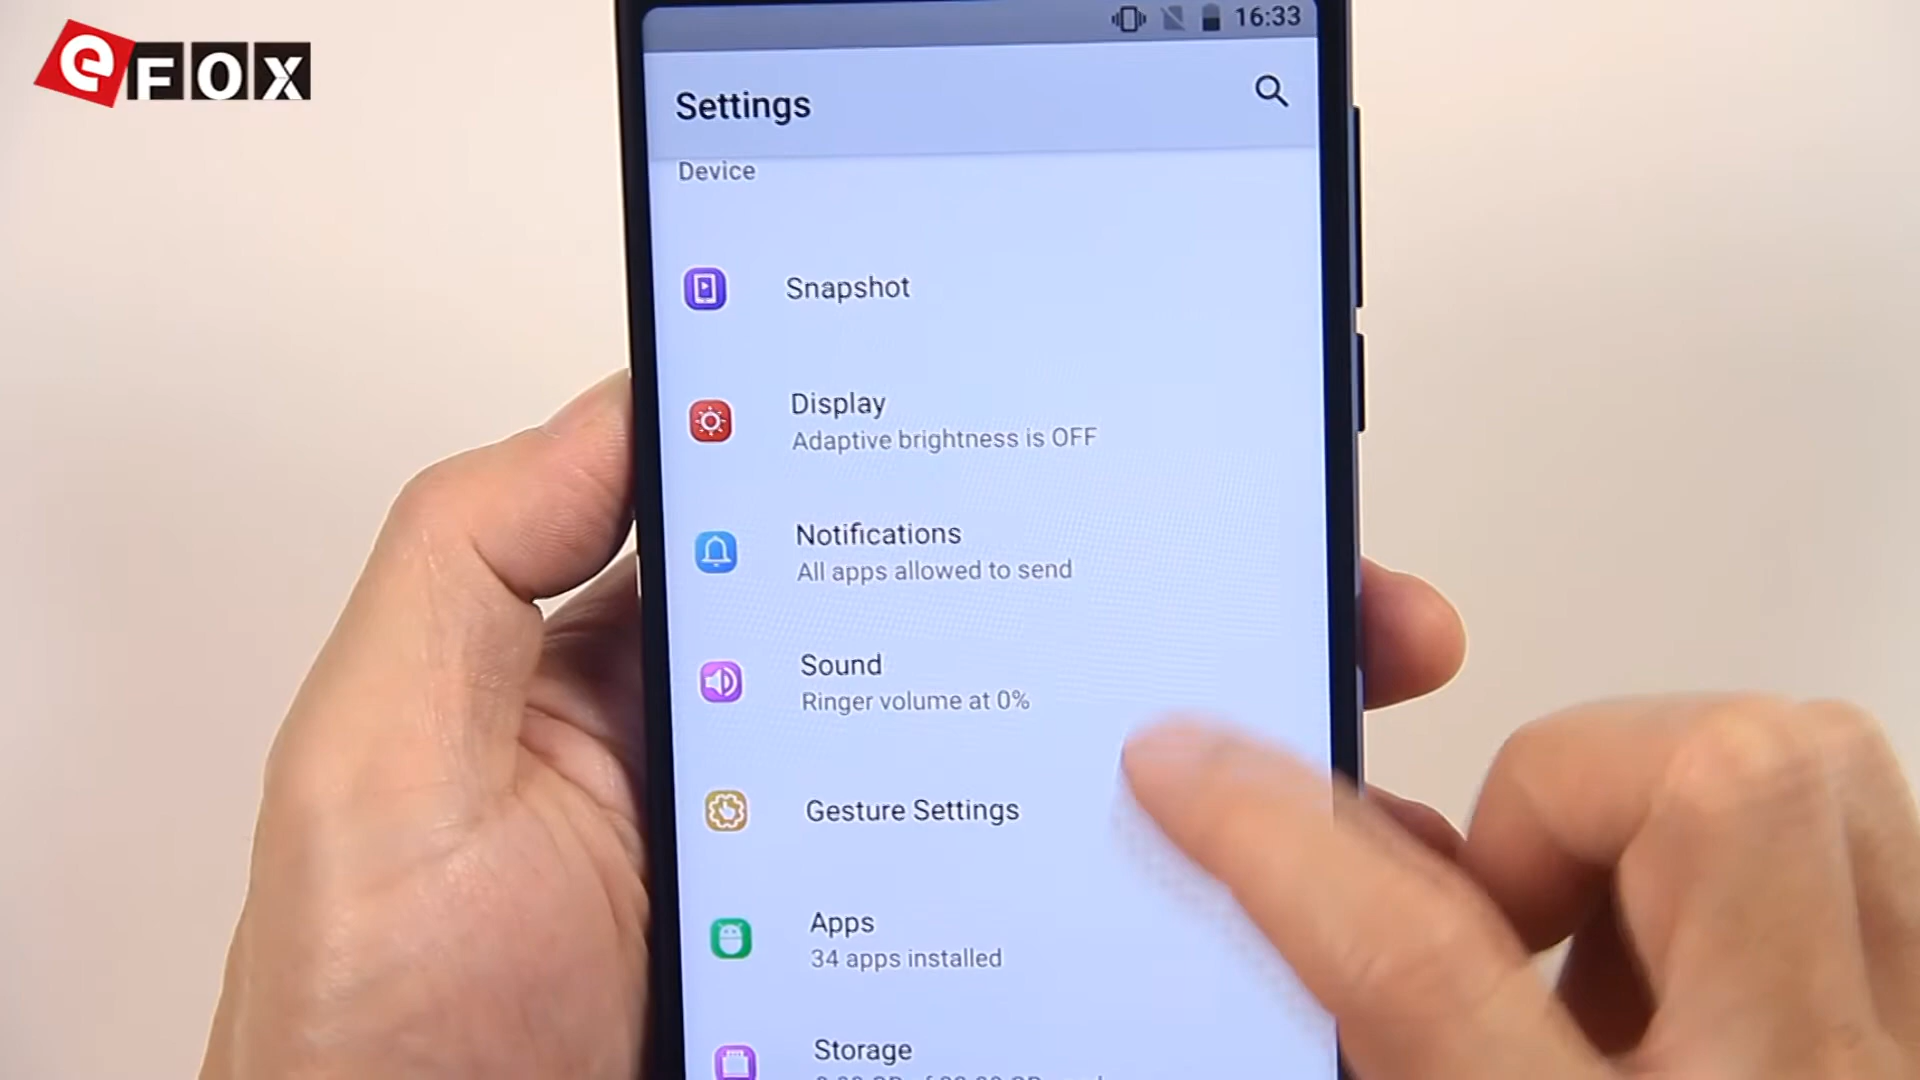 eFOX
16:33
Settings
Device
Snapshot
Display
Adaptive brightness is OFF
Notifications
All apps allowed to send
Sound
Ringer volume at 0%
Gesture Settings
Apps
34 apps installed
Storage